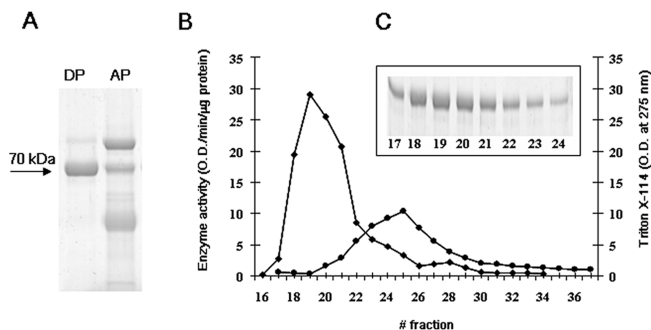 A
B
C
DP AP
70 kDa
Enzyme activity (O.D./min/µg protein)
35
30
25
20
15
10
5
0
16 18 20 22 24 26 28 30 32 34 36
# fraction
17 18 19 20 21 22 23 24
35
30
25
20
15
10
5
0
Triton X-114 (O.D. at 275 nm)